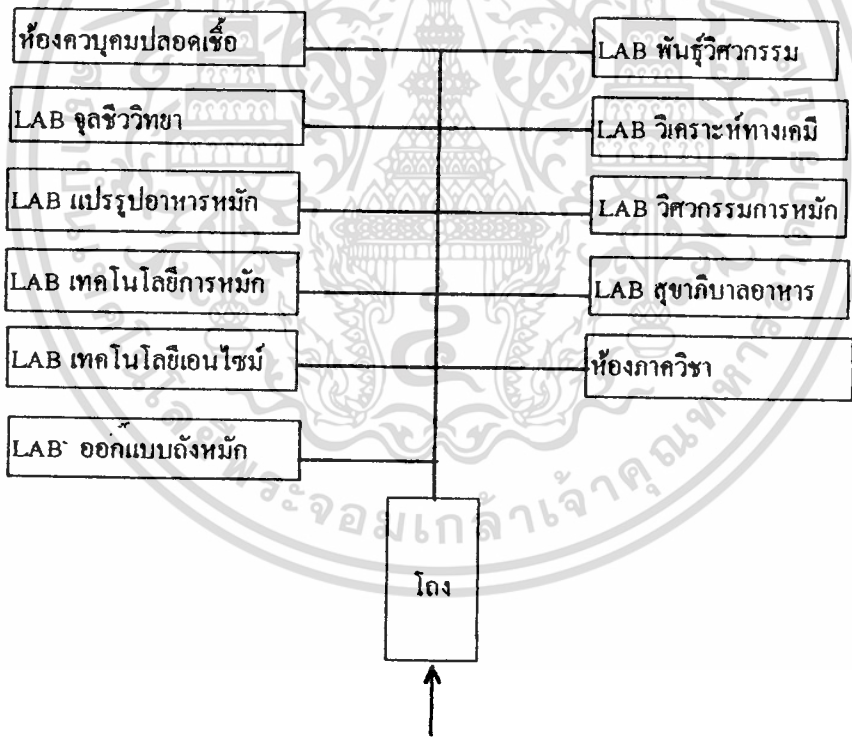 ห้องควบคุมปลอดเชื้อ
LAB พันธุ์วิศวกรรม
LAB จุลชีววิทยา
LAB วิเคราะห์ทางเคมี
LAB แปรรูปอาหารหมัก
LAB วิศวกรรมการหมัก
LAB เทคโนโลยีการหมัก
LAB สุขาภิบาลอาหาร
LAB เทคโนโลยีเอนไซม์
ห้องภาควิชา
LAB ออกแบบถังหมัก
โถง